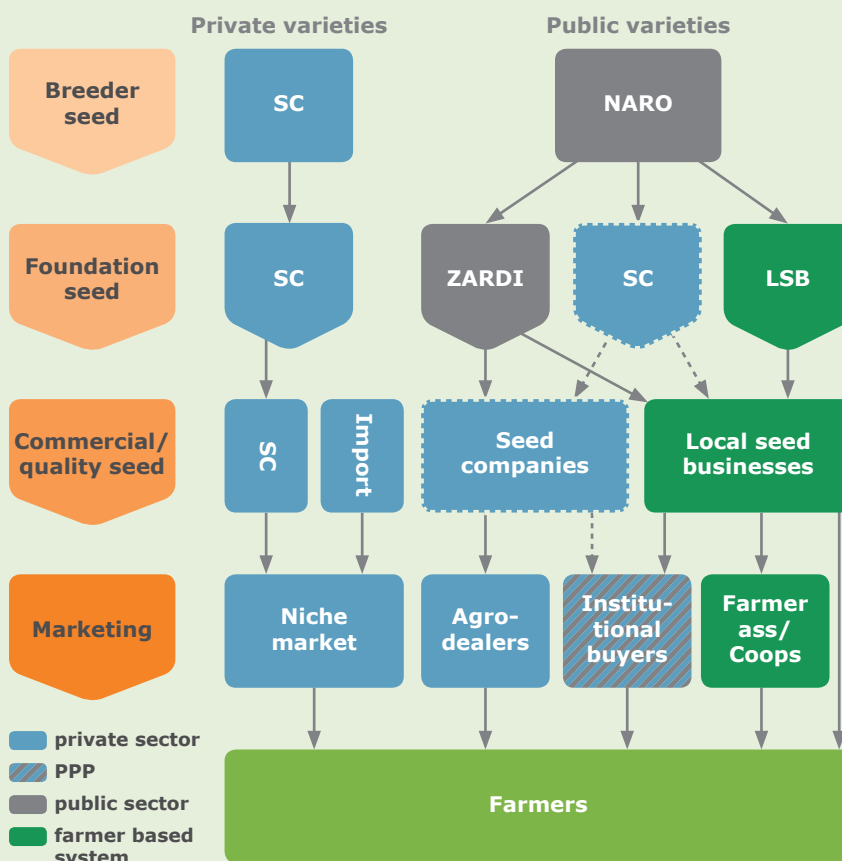 Private varieties
Public varieties
Breeder
seed
SC
NARO
Foundation
seed
SC
ZARDI
SC
LSB
Commercial/
quality seed
SC
Import
Seed
companies
Local seed
businesses
Marketing
Niche
market
Agro-
dealers
Institu-
tional
buyers
Farmer
ass/
Coops
private sector
PPP
public sector
farmer based
system
Farmers